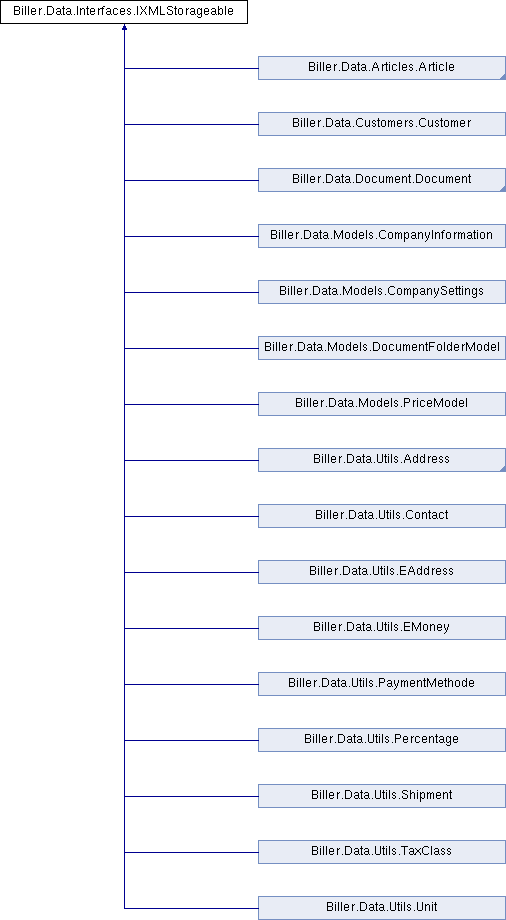 Biller.Data.Interfaces.IXMLStorageable
Biller.Data.Articles.Article
Biller.Data.Customers.Customer
Biller.Data.Document.Document
Biller.Data.Models.CompanyInformation
Biller.Data.Models.CompanySettings
Biller.Data.Models.DocumentFolderModel
Biller.Data.Models.PriceModel
Biller.Data.Utils.Address
Biller.Data.Utils.Contact
Biller.Data.Utils.EAddress
Biller.Data.Utils.EMoney
Biller.Data.Utils.PaymentMethode
Biller.Data.Utils.Percentage
Biller.Data.Utils.Shipment
Biller.Data.Utils.TaxClass
Biller.Data.Utils.Unit